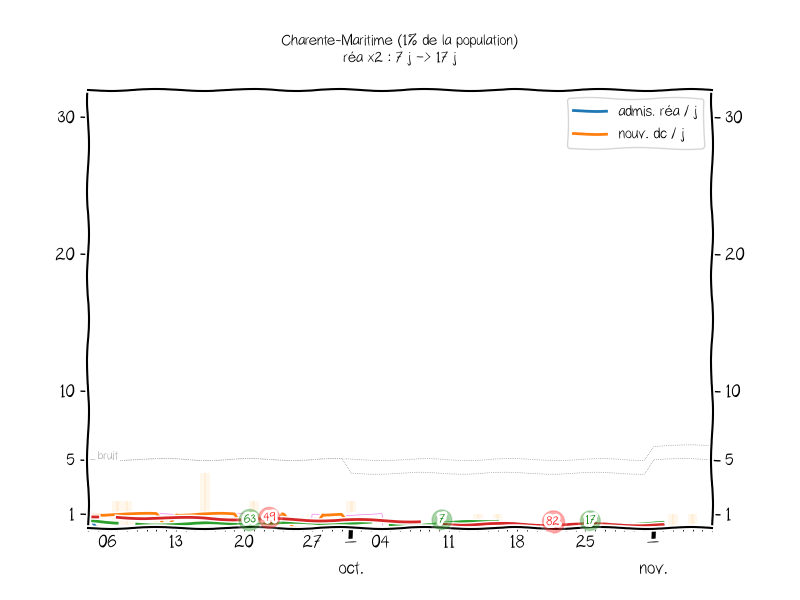 Charente-Maritime (1% de la population)
réa x2 : 7 j -> 17 j
admis. réa / j
nouv. dc / j
30 30
20 20
10 10
bruit
5 5
1 1
63 49 7 82 17
06 13 20 27 04 11 18 25
oct. nov.